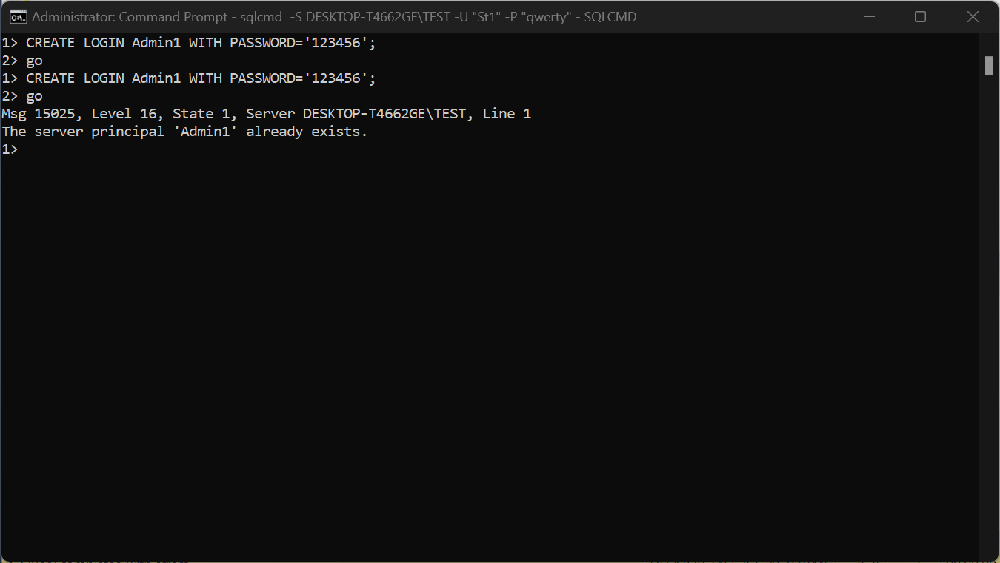 Administrator: Command Prompt - sqlcmd  -S DESKTOP-T4662GE\TEST -U "St1" -P "qwerty" - SQLCMD
1> CREATE LOGIN Admin1 WITH PASSWORD='123456';
2> go
1> CREATE LOGIN Admin1 WITH PASSWORD='123456';
2> go
Msg 15025, Level 16, State 1, Server DESKTOP-T4662GE\TEST, Line 1
The server principal 'Admin1' already exists.
1>